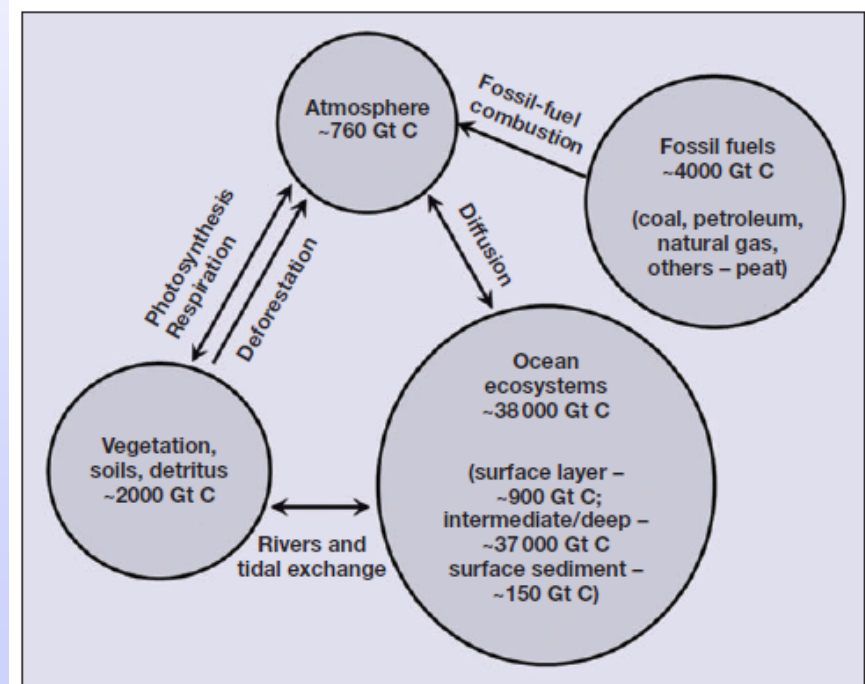 Atmosphere
~760 Gt C
Fossil-fuel
combustion
Fossil fuels
~4000 Gt C
(coal, petroleum,
natural gas,
others – peat)
Photosynthesis
Respiration
Deforestation
Diffusion
Vegetation,
soils, detritus
~2000 Gt C
Rivers and
tidal exchange
Ocean
ecosystems
~38 000 Gt C
(surface layer –
~900 Gt C;
intermediate/deep –
~37 000 Gt C
surface sediment –
~150 Gt C)